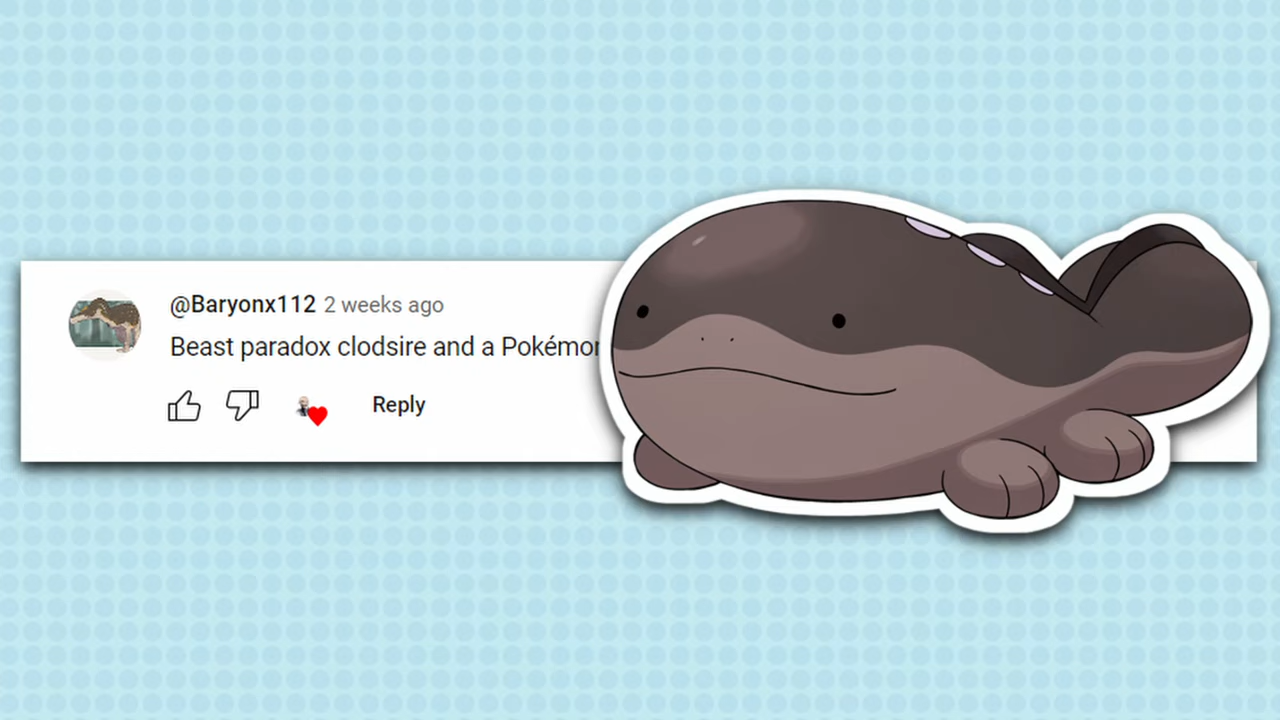 @Baryonx112 2 weeks ago
Beast paradox clodsire and a Pokémon
Reply